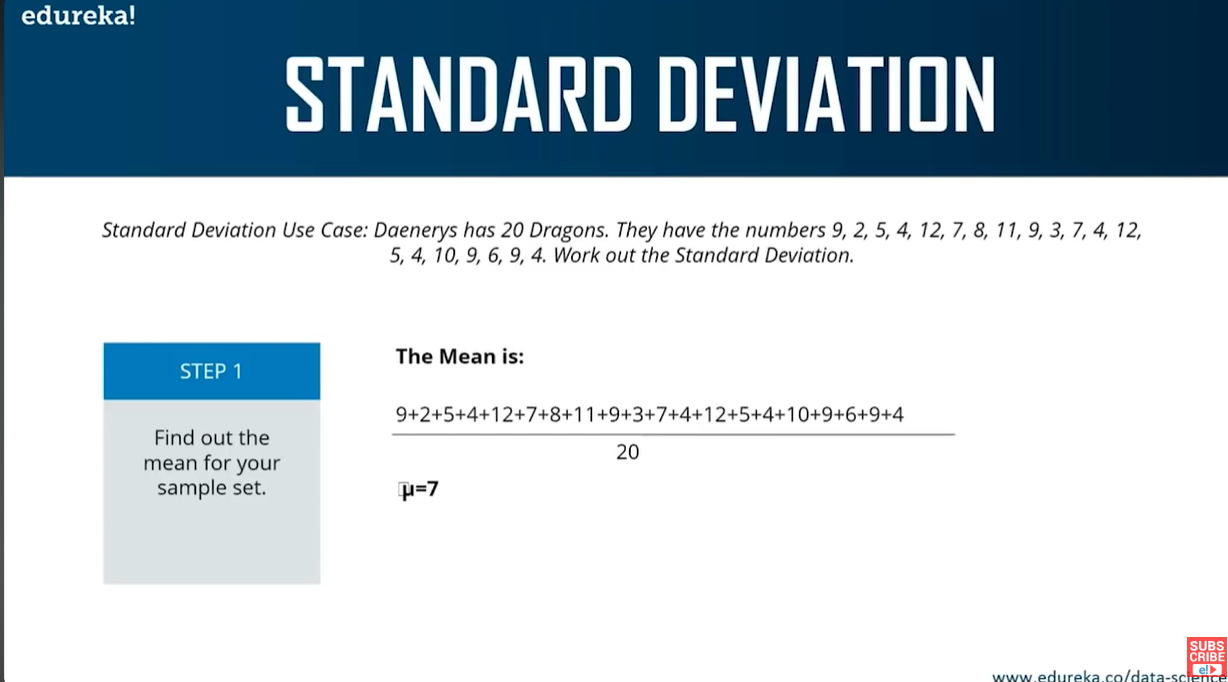 edureka!
STANDARD DEVIATION
Standard Deviation Use Case: Daenerys has 20 Dragons. They have the numbers 9, 2, 5, 4, 12, 7, 8, 11, 9, 3, 7, 4, 12,
5, 4, 10, 9, 6, 9, 4. Work out the Standard Deviation.
STEP 1
Find out the
mean for your
sample set.
The Mean is:
9+2+5+4+12+7+8+11+9+3+7+4+12+5+4+10+9+6+9+4
20
μ=7
SUBS
CRIBE
e!
www.edureka.co/data-science